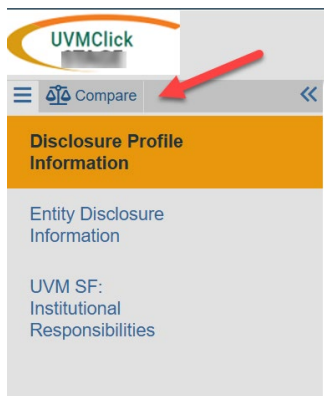 UVMClick
Compare
Disclosure Profile
Information
Entity Disclosure
Information
UVM SF:
Institutional
Responsibilities